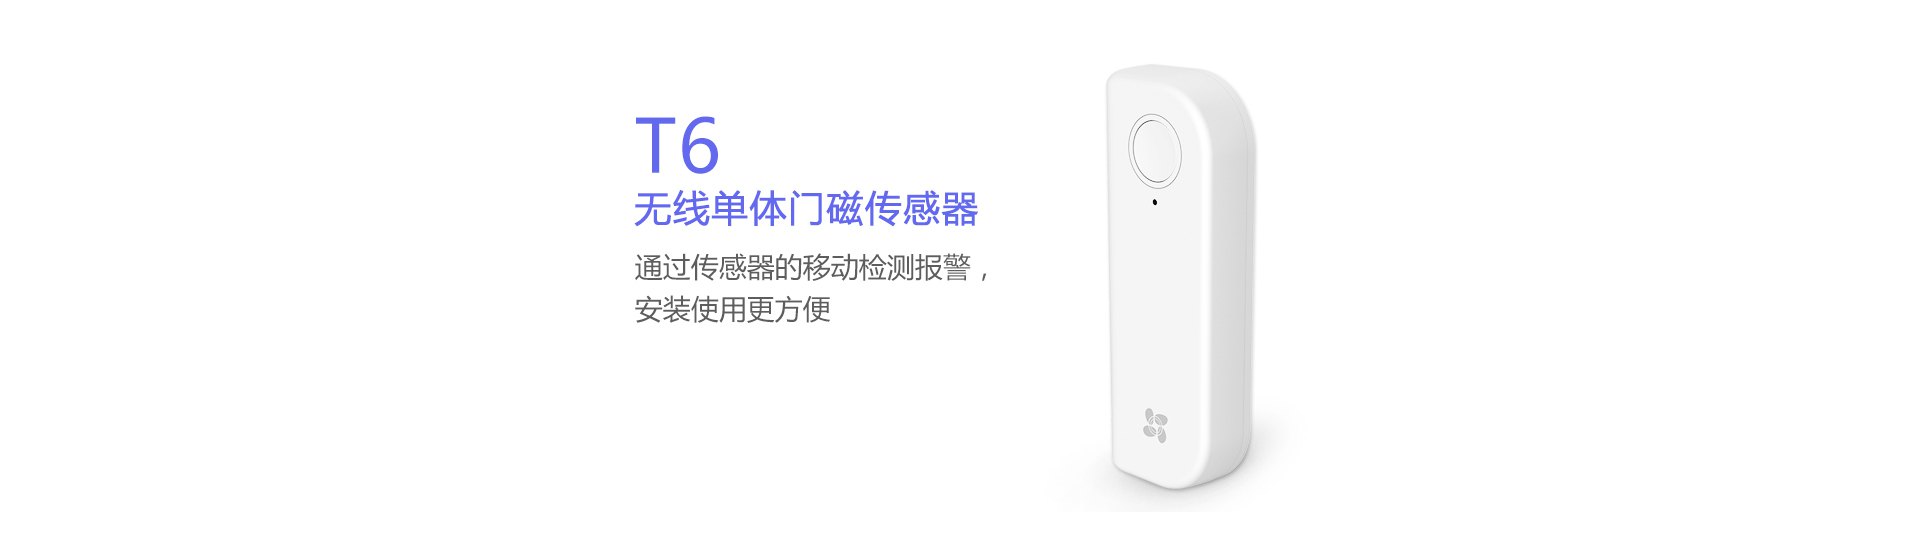 T6
无线单体门磁传感器
通过传感器的移动检测报警，
安装使用更方便